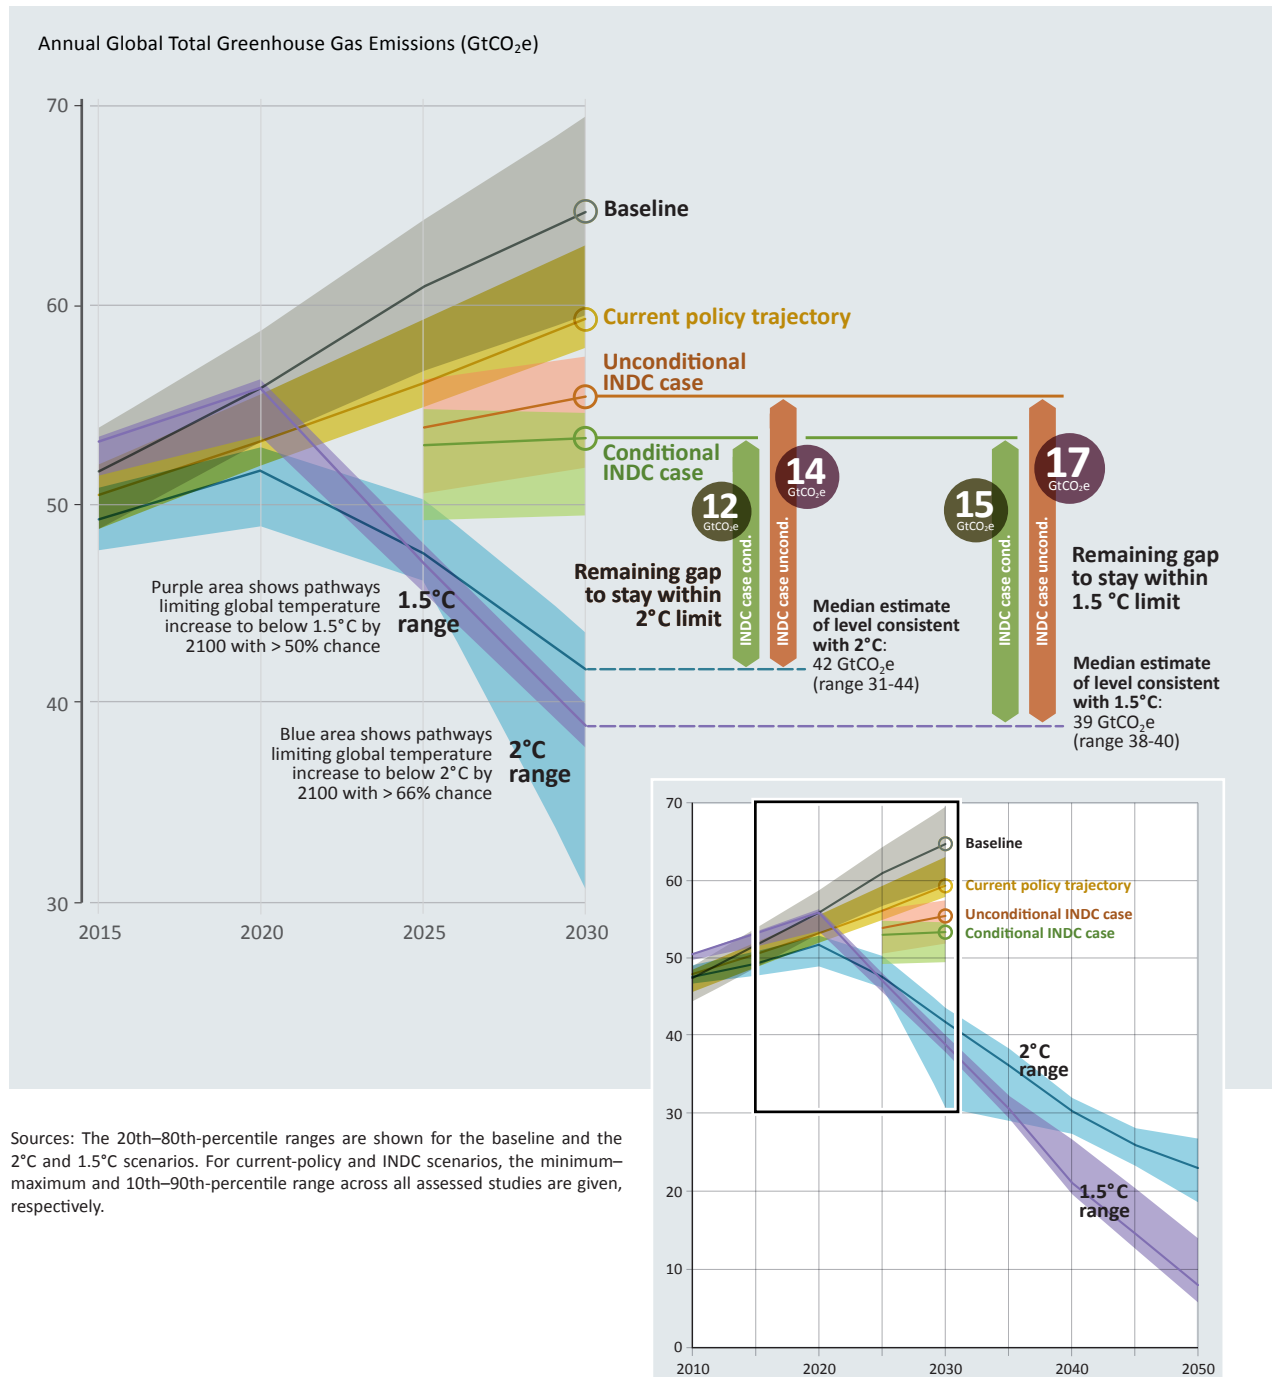 Annual Global Total Greenhouse Gas Emissions (GtCO₂e)
70
60
50
40
30
2015
2020
2025
2030
Baseline
Current policy trajectory
Unconditional
INDC case
Conditional
INDC case
Purple area shows pathways
limiting global temperature
increase to below 1.5°C by
2100 with > 50% chance
1.5°C
range
Blue area shows pathways
limiting global temperature
increase to below 2°C by
2100 with > 66% chance
2°C
range
12
GtCO₂e
14
GtCO₂e
INDC case cond.
INDC case uncond.
Remaining gap
to stay within
2°C limit
Median estimate
of level consistent
with 2°C:
42 GtCO₂e
(range 31-44)
15
GtCO₂e
17
GtCO₂e
INDC case cond.
INDC case uncond.
Remaining gap
to stay within
1.5 °C limit
Median estimate
of level consistent
with 1.5°C:
39 GtCO₂e
(range 38-40)
70
60
50
40
30
20
10
0
2010
2020
2030
2040
2050
Baseline
Current policy trajectory
Unconditional INDC case
Conditional INDC case
2°C
range
1.5°C
range
Sources: The 20th–80th-percentile ranges are shown for the baseline and the
2°C and 1.5°C scenarios. For current-policy and INDC scenarios, the minimum–
maximum and 10th–90th-percentile range across all assessed studies are given,
respectively.